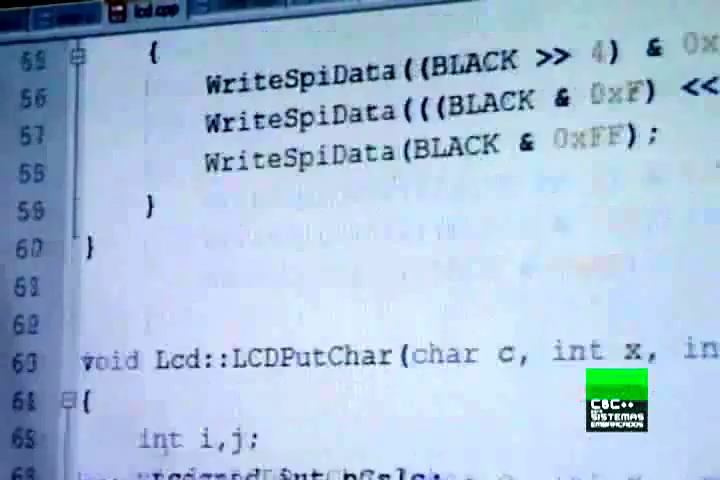 lcd.cpp
55 {
56 WriteSpiData((BLACK >> 4) & 0x
57 WriteSpiData(((BLACK & 0xF) <<
58 WriteSpiData(BLACK & 0xFF);
59 }
60 }
61
62
63 void Lcd::LCDPutChar(char c, int x, in
64 {
65 int i,j;
C&C++
SISTEMAS
EMBARCADOS